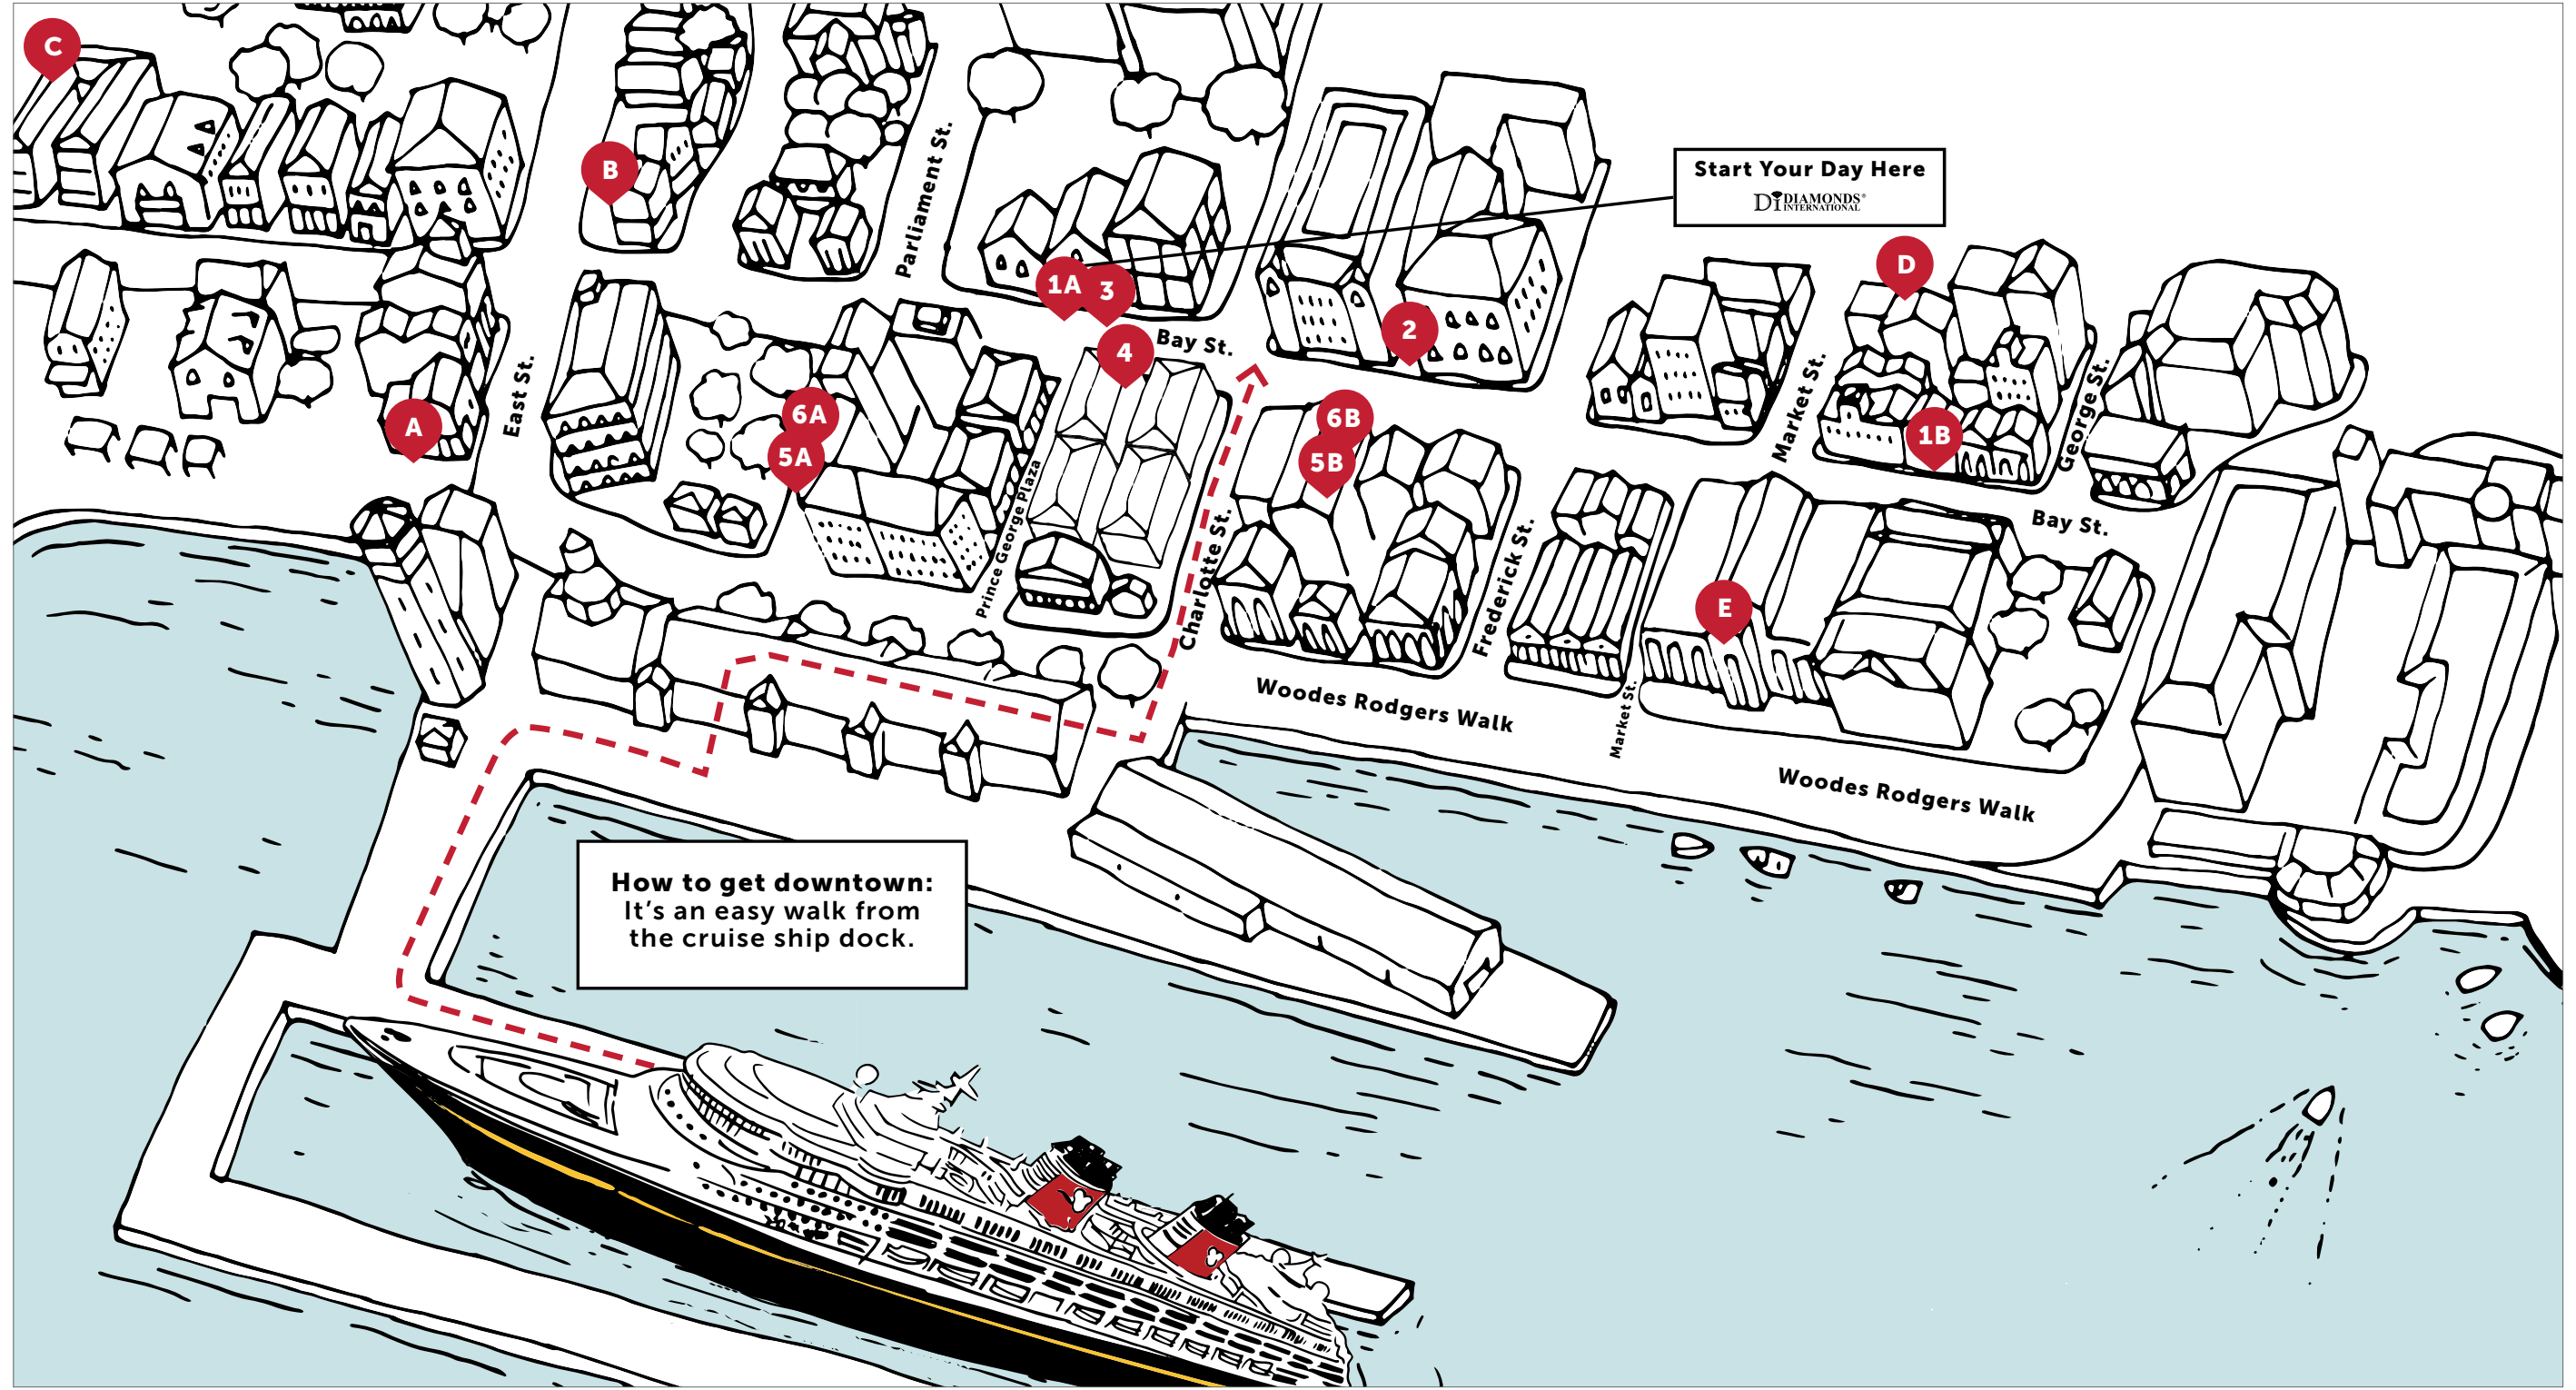 C
B
Parliament St.
Start Your Day Here
DI DIAMONDS®
INTERNATIONAL
D
1A
3
2
4
Bay St.
A
East St.
6A
5A
6B
5B
Market St.
1B
George St.
Prince George Plaza
Charlotte St.
Frederick St.
Bay St.
E
Woodes Rodgers Walk
Market St.
Woodes Rodgers Walk
How to get downtown:
It's an easy walk from
the cruise ship dock.